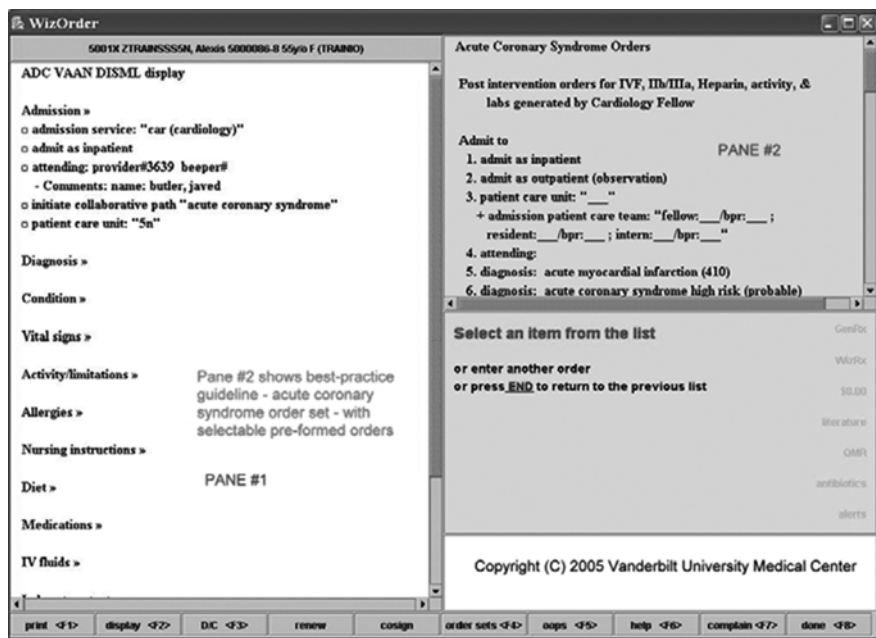 WizOrder
5001X ZTRAINSSS5N, Alexis 5000086-8 55y/o F (TRAINIO)
ADC VAAN DISML display
Admission »
admission service: "car (cardiology)"
admit as inpatient
attending: provider#3639 beeper#
- Comments: name: butler, javed
initiate collaborative path "acute coronary syndrome"
patient care unit: "5n"
Diagnosis »
Condition »
Vital signs »
Activity/limitations »
Allergies »
Nursing instructions »
Diet »
Medications »
IV fluids »
Pane #2 shows best-practice
guideline - acute coronary
syndrome order set - with
selectable pre-formed orders
PANE #1
Acute Coronary Syndrome Orders
Post intervention orders for IVF, IIb/IIIa, Heparin, activity, &
labs generated by Cardiology Fellow
Admit to
1. admit as inpatient
2. admit as outpatient (observation)
3. patient care unit: "___"
+ admission patient care team: "fellow:___/bpr:___ ;
resident:___/bpr:___ ; intern:___/bpr:___"
4. attending:
5. diagnosis: acute myocardial infarction (410)
6. diagnosis: acute coronary syndrome high risk (probable)
PANE #2
Select an item from the list
or enter another order
or press END to return to the previous list
GenRx
WizRx
$0.00
literature
OMR
antibiotics
alerts
Copyright (C) 2005 Vanderbilt University Medical Center
print <F1> display <F2> D/C <F3> renew cosign order sets <F4> oops <F5> help <F6> complain <F7> done <F8>